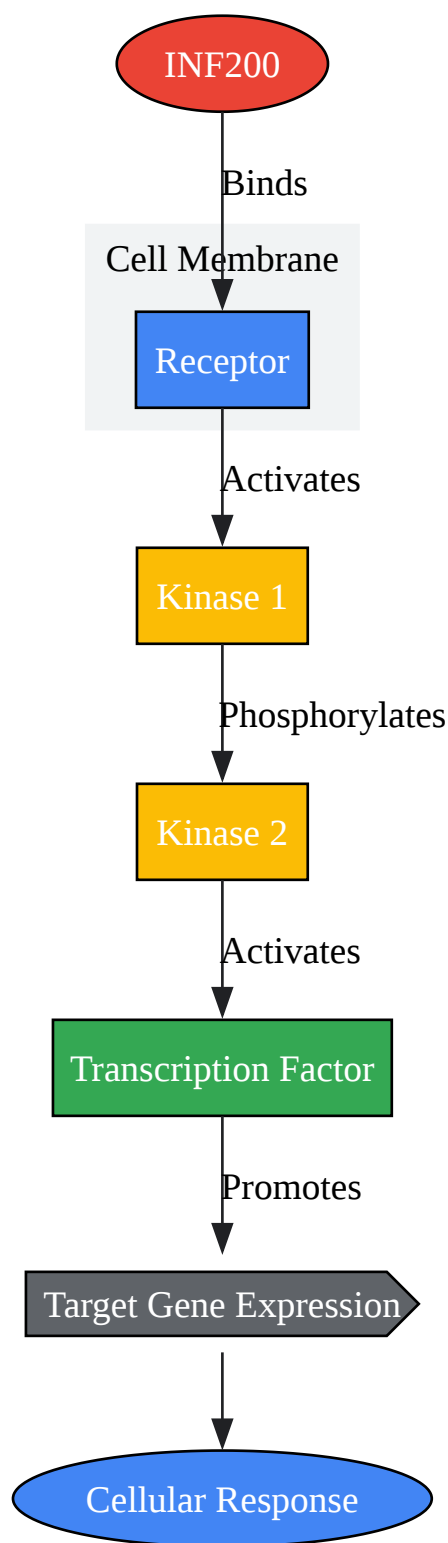 INF200
Binds
Cell Membrane
Receptor
Activates
Kinase 1
Phosphorylates
Kinase 2
Activates
Transcription Factor
Promotes
Target Gene Expression
Cellular Response